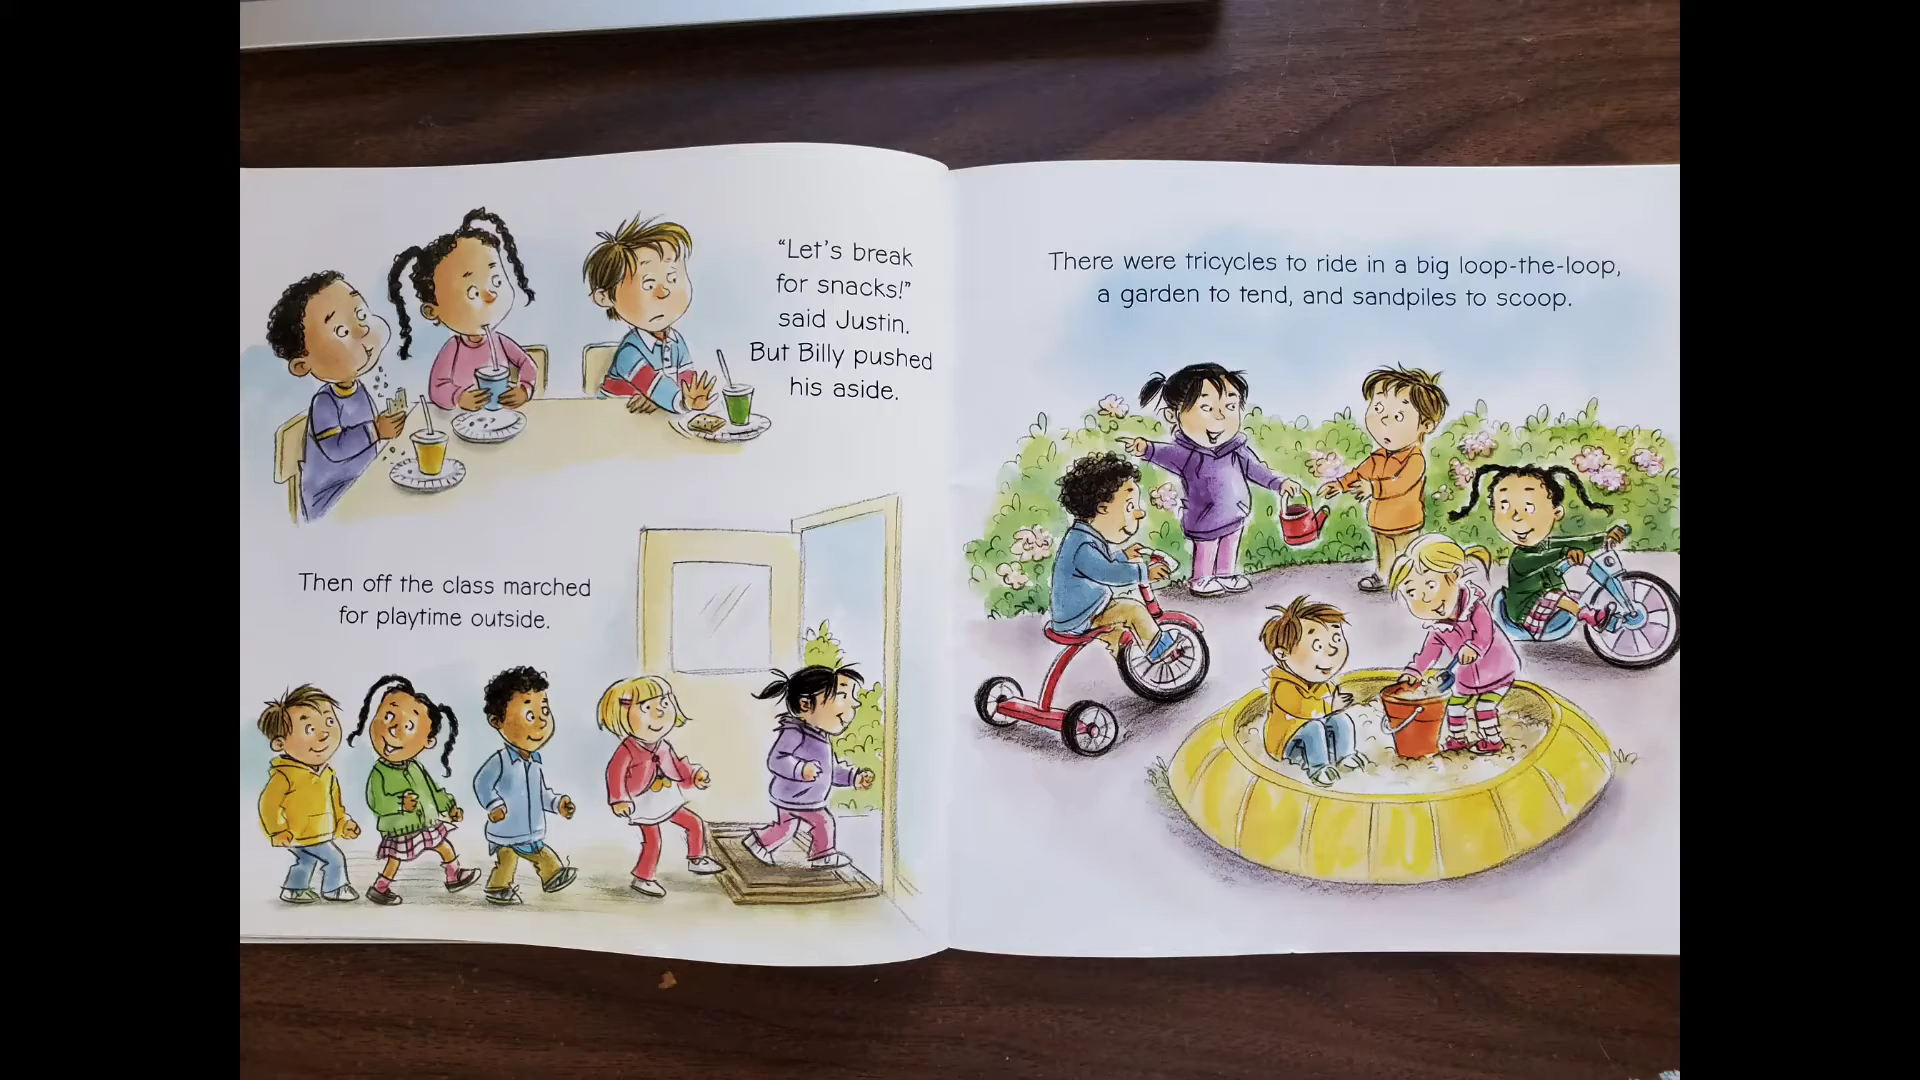 “Let’s break
for snacks!”
said Justin.
But Billy pushed
his aside.
Then off the class marched
for playtime outside.
There were tricycles to ride in a big loop-the-loop,
a garden to tend, and sandpiles to scoop.